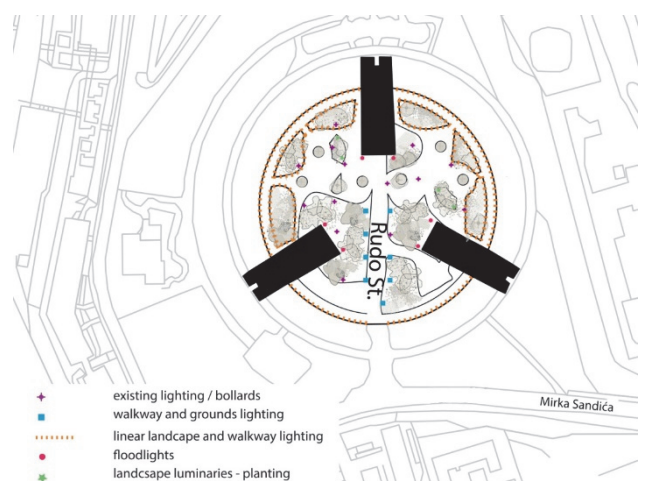 Rudo St.
Mirka Sandića
existing lighting / bollards
walkway and grounds lighting
linear landcape and walkway lighting
floodlights
landcsape luminaries - planting